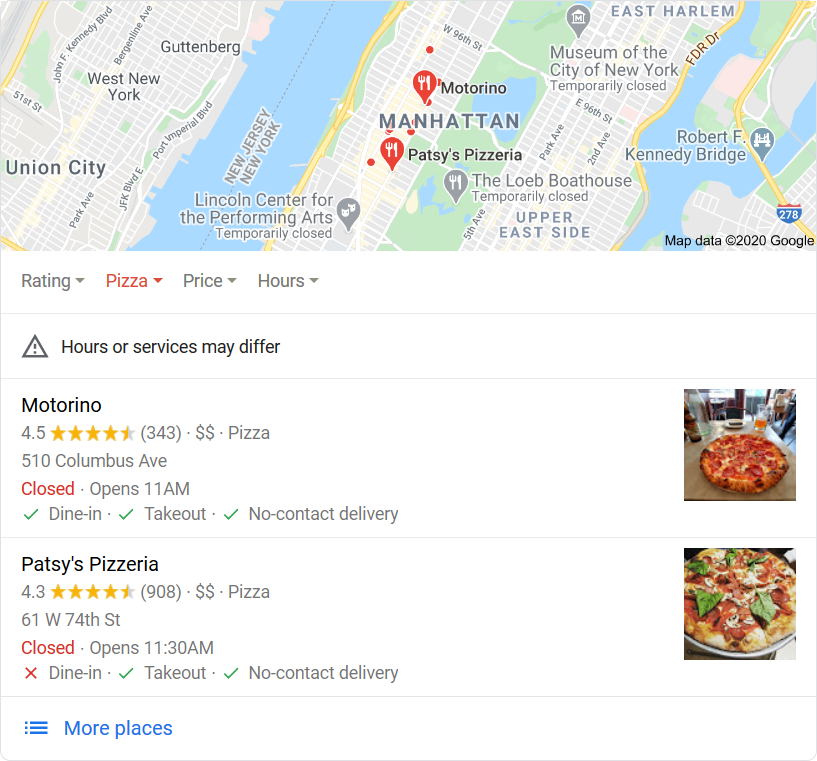 EAST HARLEM
W 96th St
FDR Dr
John F. Kennedy Blvd
Bergenline Ave
Guttenberg
Museum of the
City of New York
Temporarily closed
West New
York
51st St
Motorino
E 96th St
Port Imperial Blvd
MANHATTAN
NEW JERSEY
NEW YORK
Park Ave
2nd Ave
Robert F.
Kennedy Bridge
Patsy's Pizzeria
Union City
JFK Blvd E
Park Ave
The Loeb Boathouse
Temporarily closed
Lincoln Center for
the Performing Arts
Temporarily closed
5th Ave
UPPER
EAST SIDE
278
Map data ©2020 Google
Rating Pizza Price Hours
Hours or services may differ
Motorino
4.5 (343) · $$ · Pizza
510 Columbus Ave
Closed · Opens 11AM
Dine-in · Takeout · No-contact delivery
Patsy's Pizzeria
4.3 (908) · $$ · Pizza
61 W 74th St
Closed · Opens 11:30AM
Dine-in · Takeout · No-contact delivery
More places